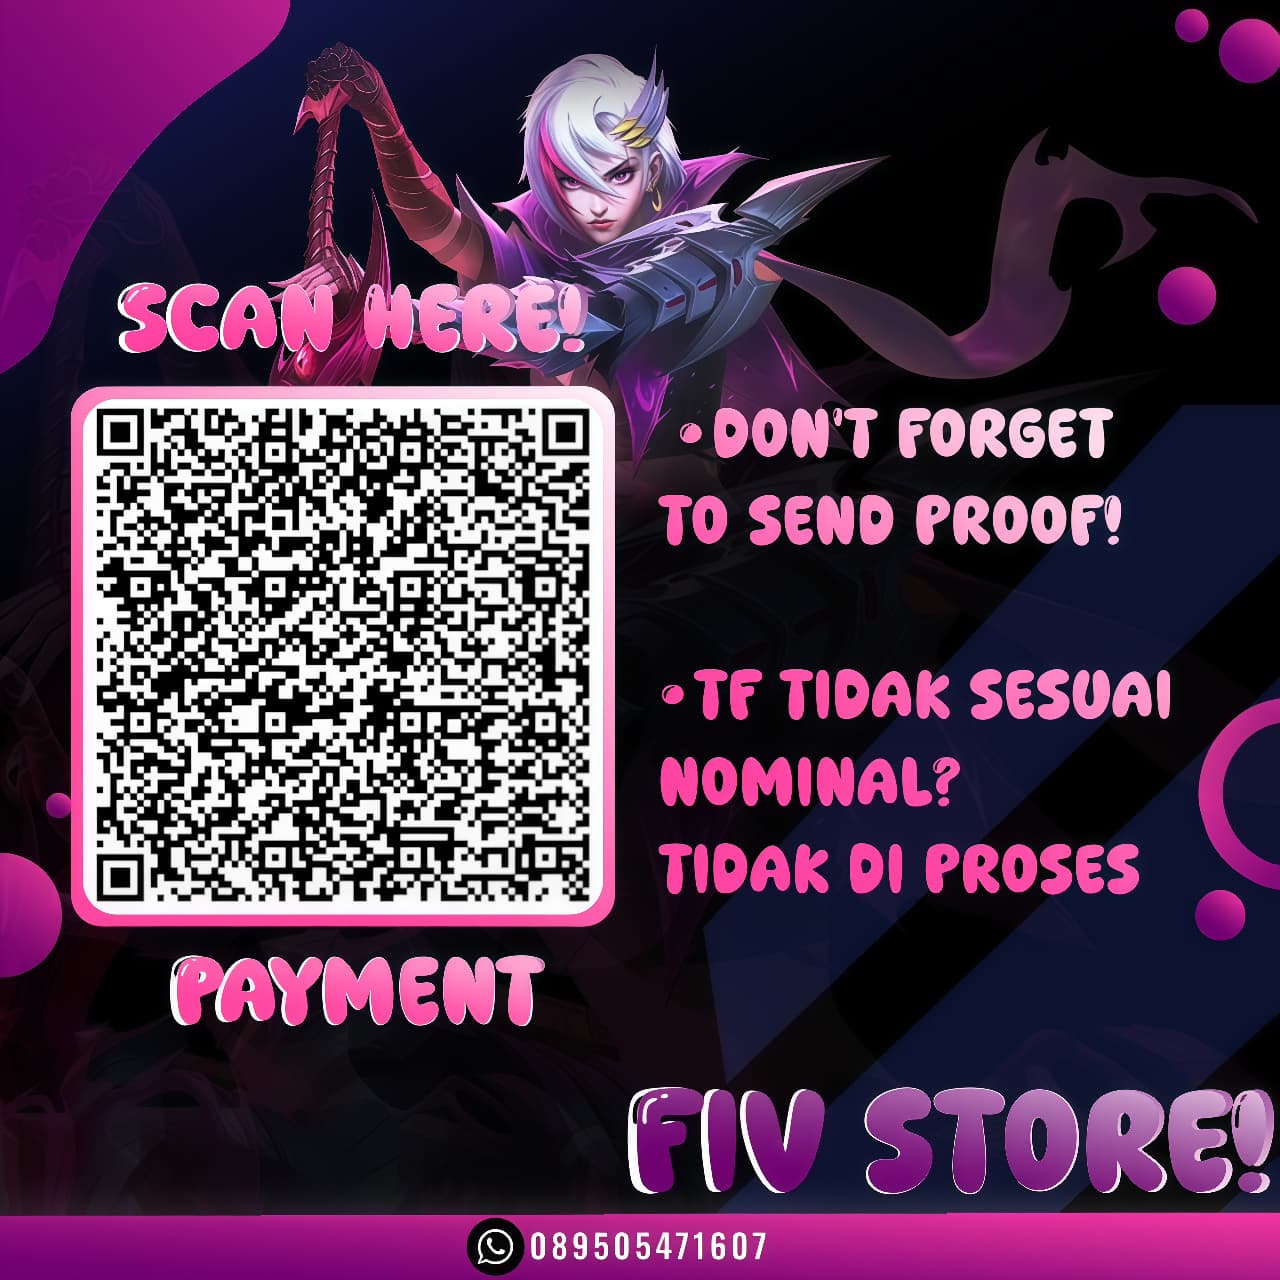 SCAN HERE!
• DON'T FORGET
TO SEND PROOF!
• TF TIDAK SESUAI
NOMINAL?
TIDAK DI PROSES
PAYMENT
FIV STORE!
089505471607